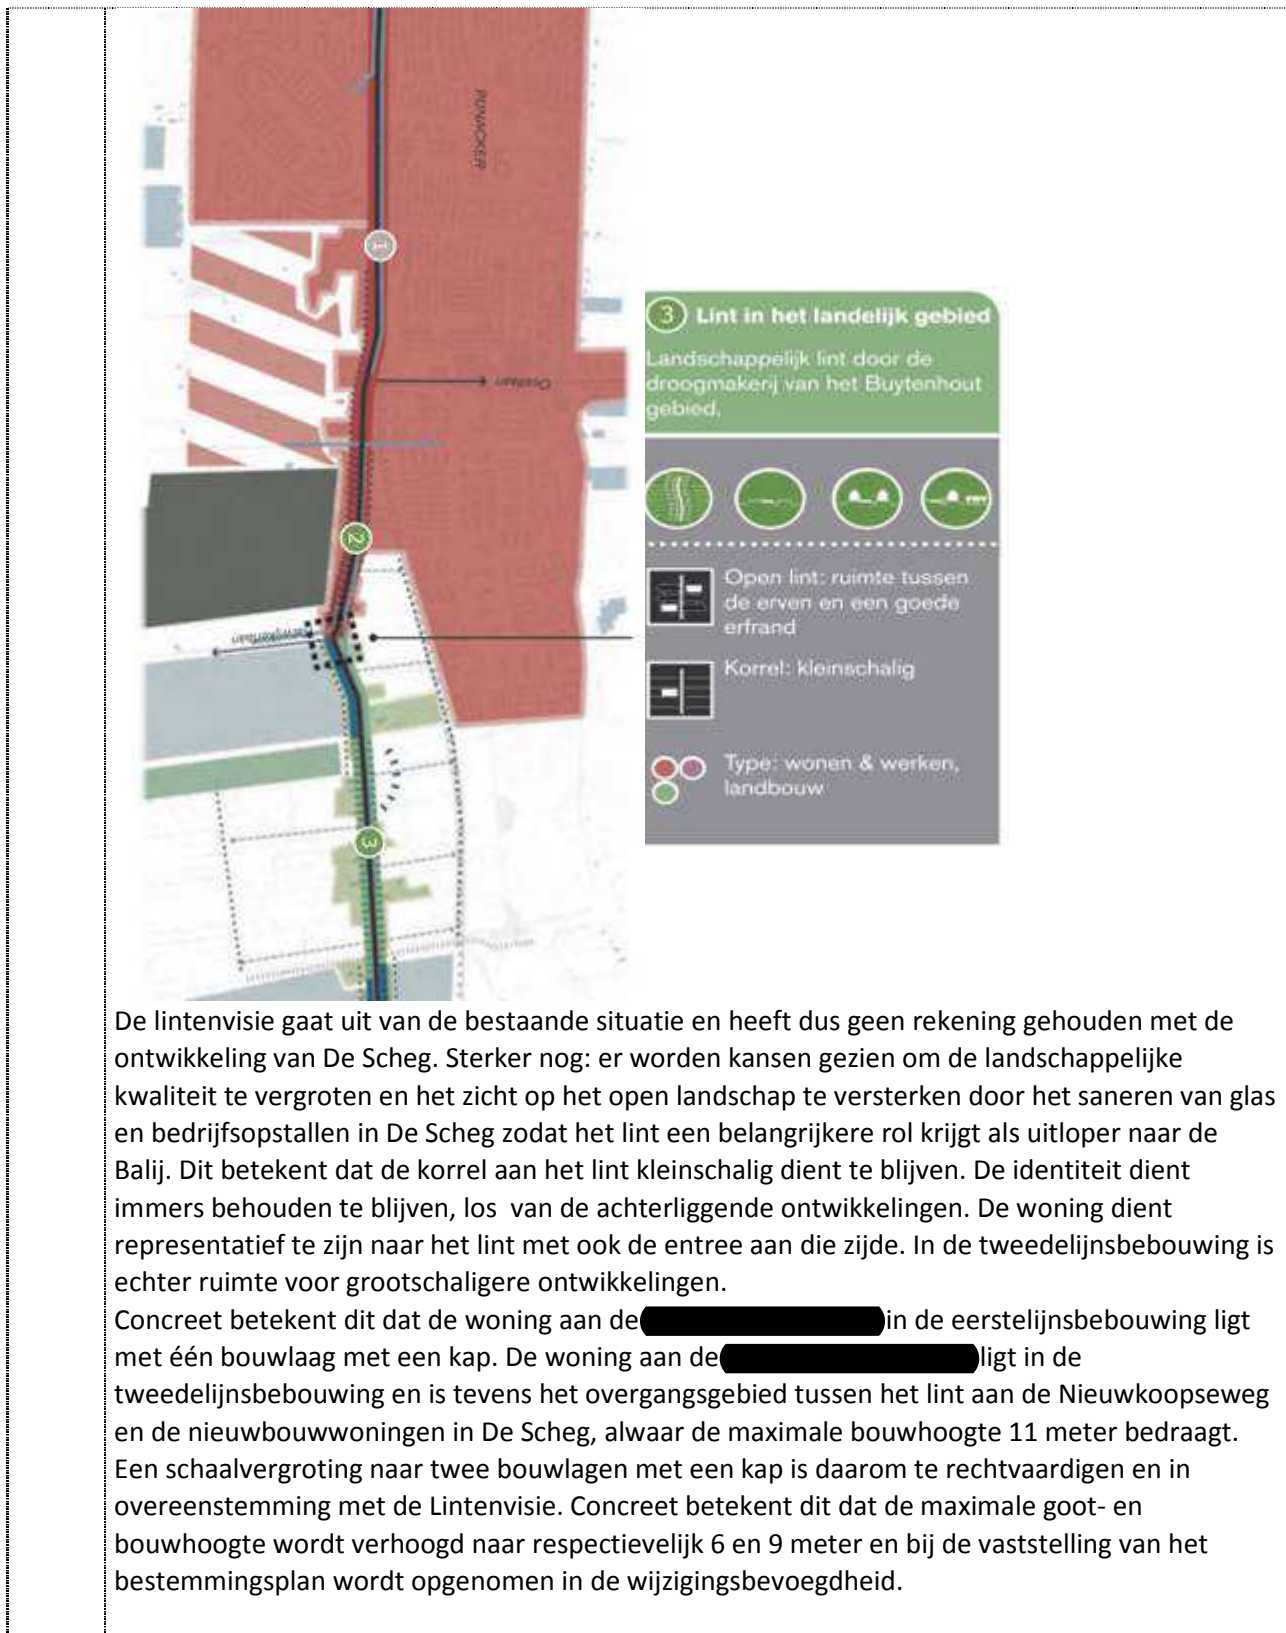 PIJNACKER
1
Oostlaan
2
3
3 Lint in het landelijk gebied
Landschappelijk lint door de
droogmakerij van het Buytenhout
gebied.
Open lint: ruimte tussen
de erven en een goede
erfrand
Korrel: kleinschalig
Type: wonen & werken,
landbouw
De lintenvisie gaat uit van de bestaande situatie en heeft dus geen rekening gehouden met de
ontwikkeling van De Scheg. Sterker nog: er worden kansen gezien om de landschappelijke
kwaliteit te vergroten en het zicht op het open landschap te versterken door het saneren van glas
en bedrijfsopstallen in De Scheg zodat het lint een belangrijkere rol krijgt als uitloper naar de
Balij. Dit betekent dat de korrel aan het lint kleinschalig dient te blijven. De identiteit dient
immers behouden te blijven, los  van de achterliggende ontwikkelingen. De woning dient
representatief te zijn naar het lint met ook de entree aan die zijde. In de tweedelijnsbebouwing is
echter ruimte voor grootschaligere ontwikkelingen.
Concreet betekent dit dat de woning aan de in de eerstelijnsbebouwing ligt
met één bouwlaag met een kap. De woning aan de ligt in de
tweedelijnsbebouwing en is tevens het overgangsgebied tussen het lint aan de Nieuwkoopseweg
en de nieuwbouwwoningen in De Scheg, alwaar de maximale bouwhoogte 11 meter bedraagt.
Een schaalvergroting naar twee bouwlagen met een kap is daarom te rechtvaardigen en in
overeenstemming met de Lintenvisie. Concreet betekent dit dat de maximale goot- en
bouwhoogte wordt verhoogd naar respectievelijk 6 en 9 meter en bij de vaststelling van het
bestemmingsplan wordt opgenomen in de wijzigingsbevoegdheid.